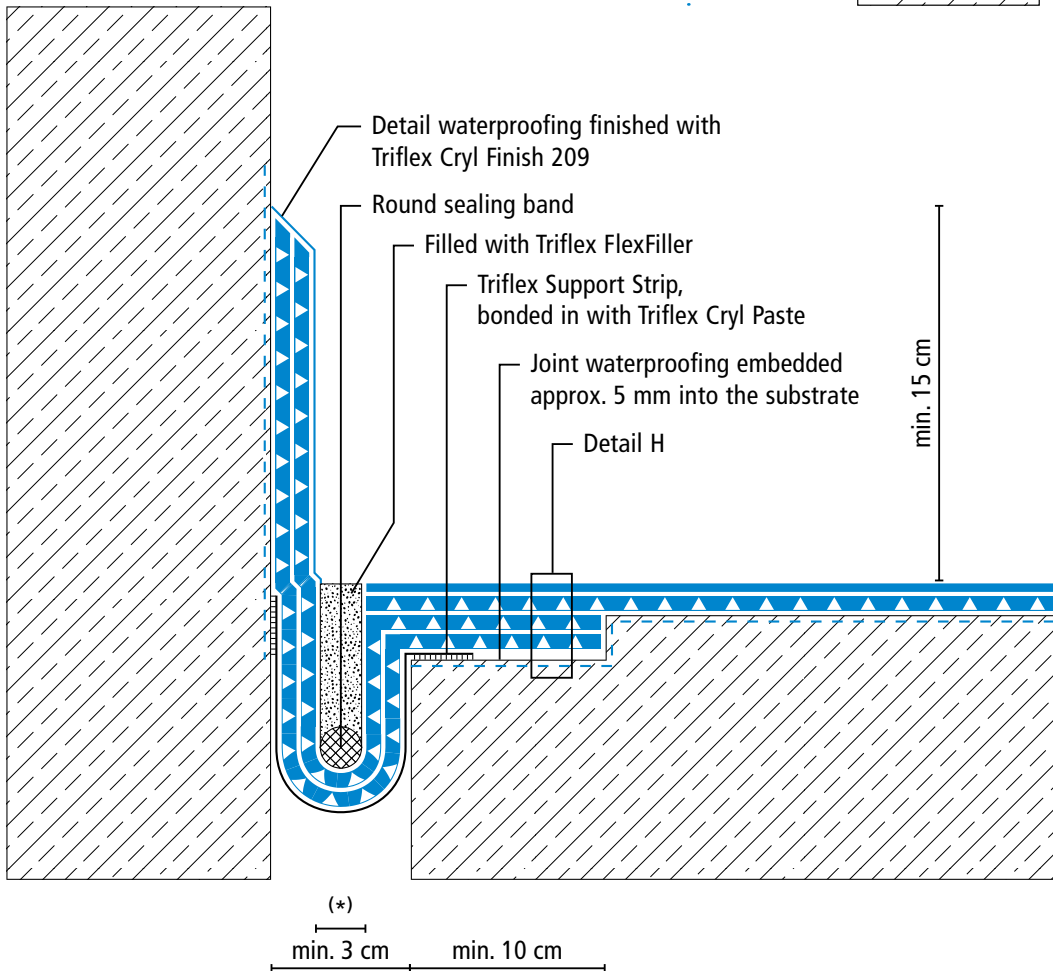 Detail waterproofing finished with
Triflex Cryl Finish 209
Round sealing band
Filled with Triflex FlexFiller
Triflex Support Strip,
bonded in with Triflex Cryl Paste
Joint waterproofing embedded
approx. 5 mm into the substrate
Detail H
min. 15 cm
(*)
min. 3 cm
min. 10 cm